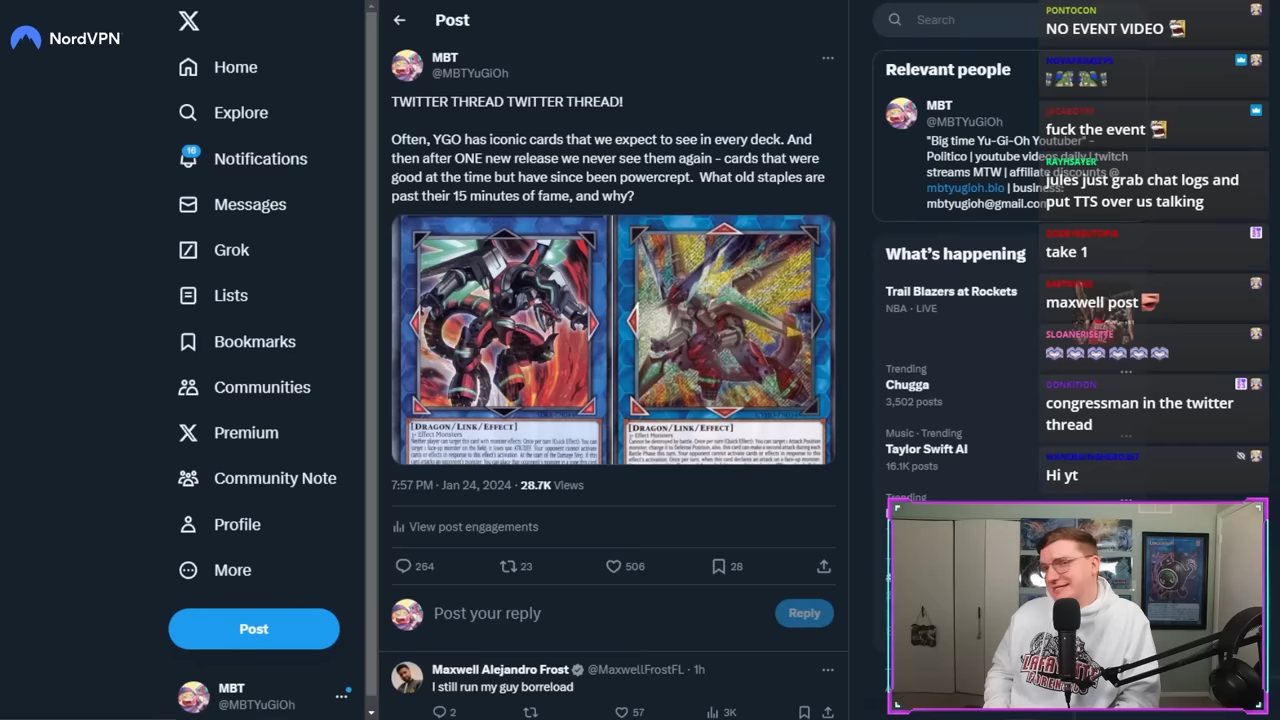 NordVPN
Home
Explore
16
Notifications
Messages
Grok
Lists
Bookmarks
Communities
Premium
Community Note
Profile
More
Post
MBT
@MBTYuGiOh
Post
MBT
@MBTYuGiOh
TWITTER THREAD TWITTER THREAD!
Often, YGO has iconic cards that we expect to see in every deck. And
then after ONE new release we never see them again - cards that were
good at the time but have since been powercrept. What old staples are
past their 15 minutes of fame, and why?
[DRAGON/LINK/EFFECT]
[DRAGON/LINK/EFFECT]
7:57 PM · Jan 24, 2024 · 28.7K Views
View post engagements
264
23
506
28
Post your reply
Reply
Maxwell Alejandro Frost @MaxwellFrostFL · 1h
I still run my guy borreload
2
57
3K
Search
Relevant people
MBT
@MBTYuGiOh
"Big time Yu-Gi-Oh Youtuber" -
Politico | youtube videos daily | twitch
streams MTW | affiliate discounts @
mbtyugioh.bio | business:
mbtyugioh@gmail.com
What's happening
Trail Blazers at Rockets
NBA · LIVE
Trending
Chugga
3,502 posts
Music · Trending
Taylor Swift AI
16.1K posts
Trending
PONTOCON
NO EVENT VIDEO
fuck the event
RAYHSAYER
jules just grab chat logs and
put TTS over us talking
take 1
maxwell post
SLOANERISETTE
DONKITION
congressman in the twitter
thread
Hi yt